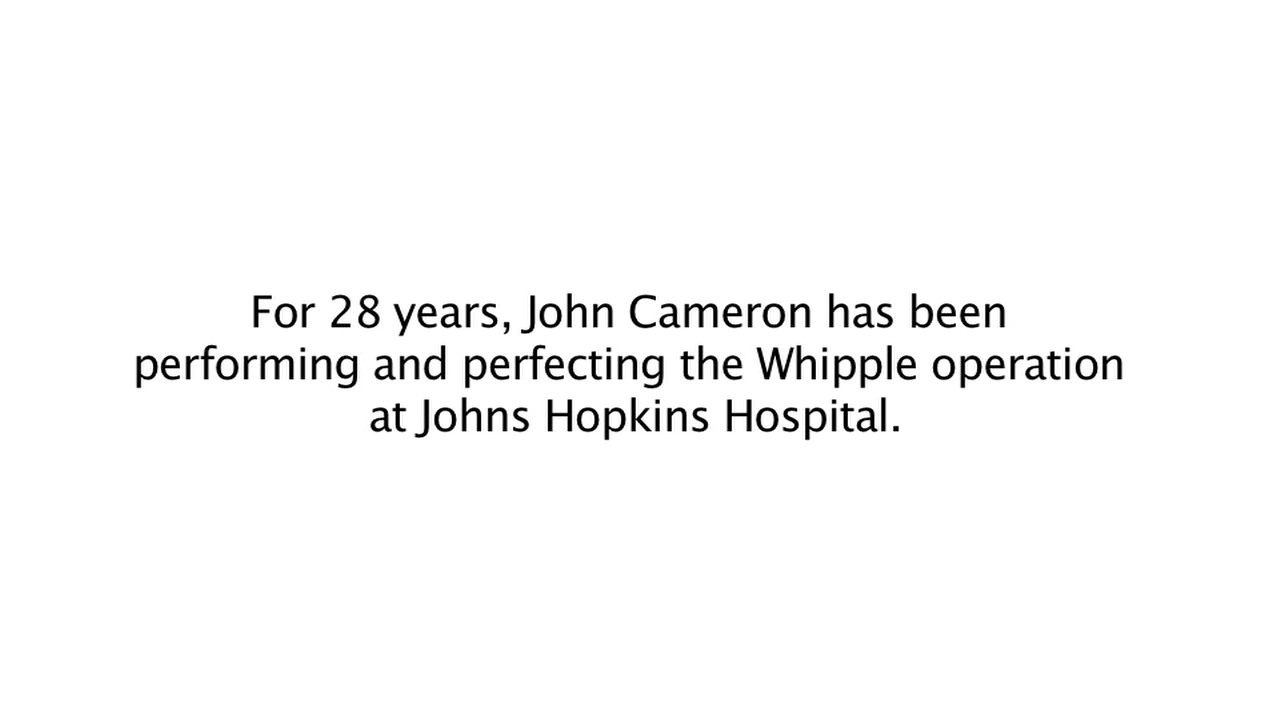 For 28 years, John Cameron has been
performing and perfecting the Whipple operation
at Johns Hopkins Hospital.